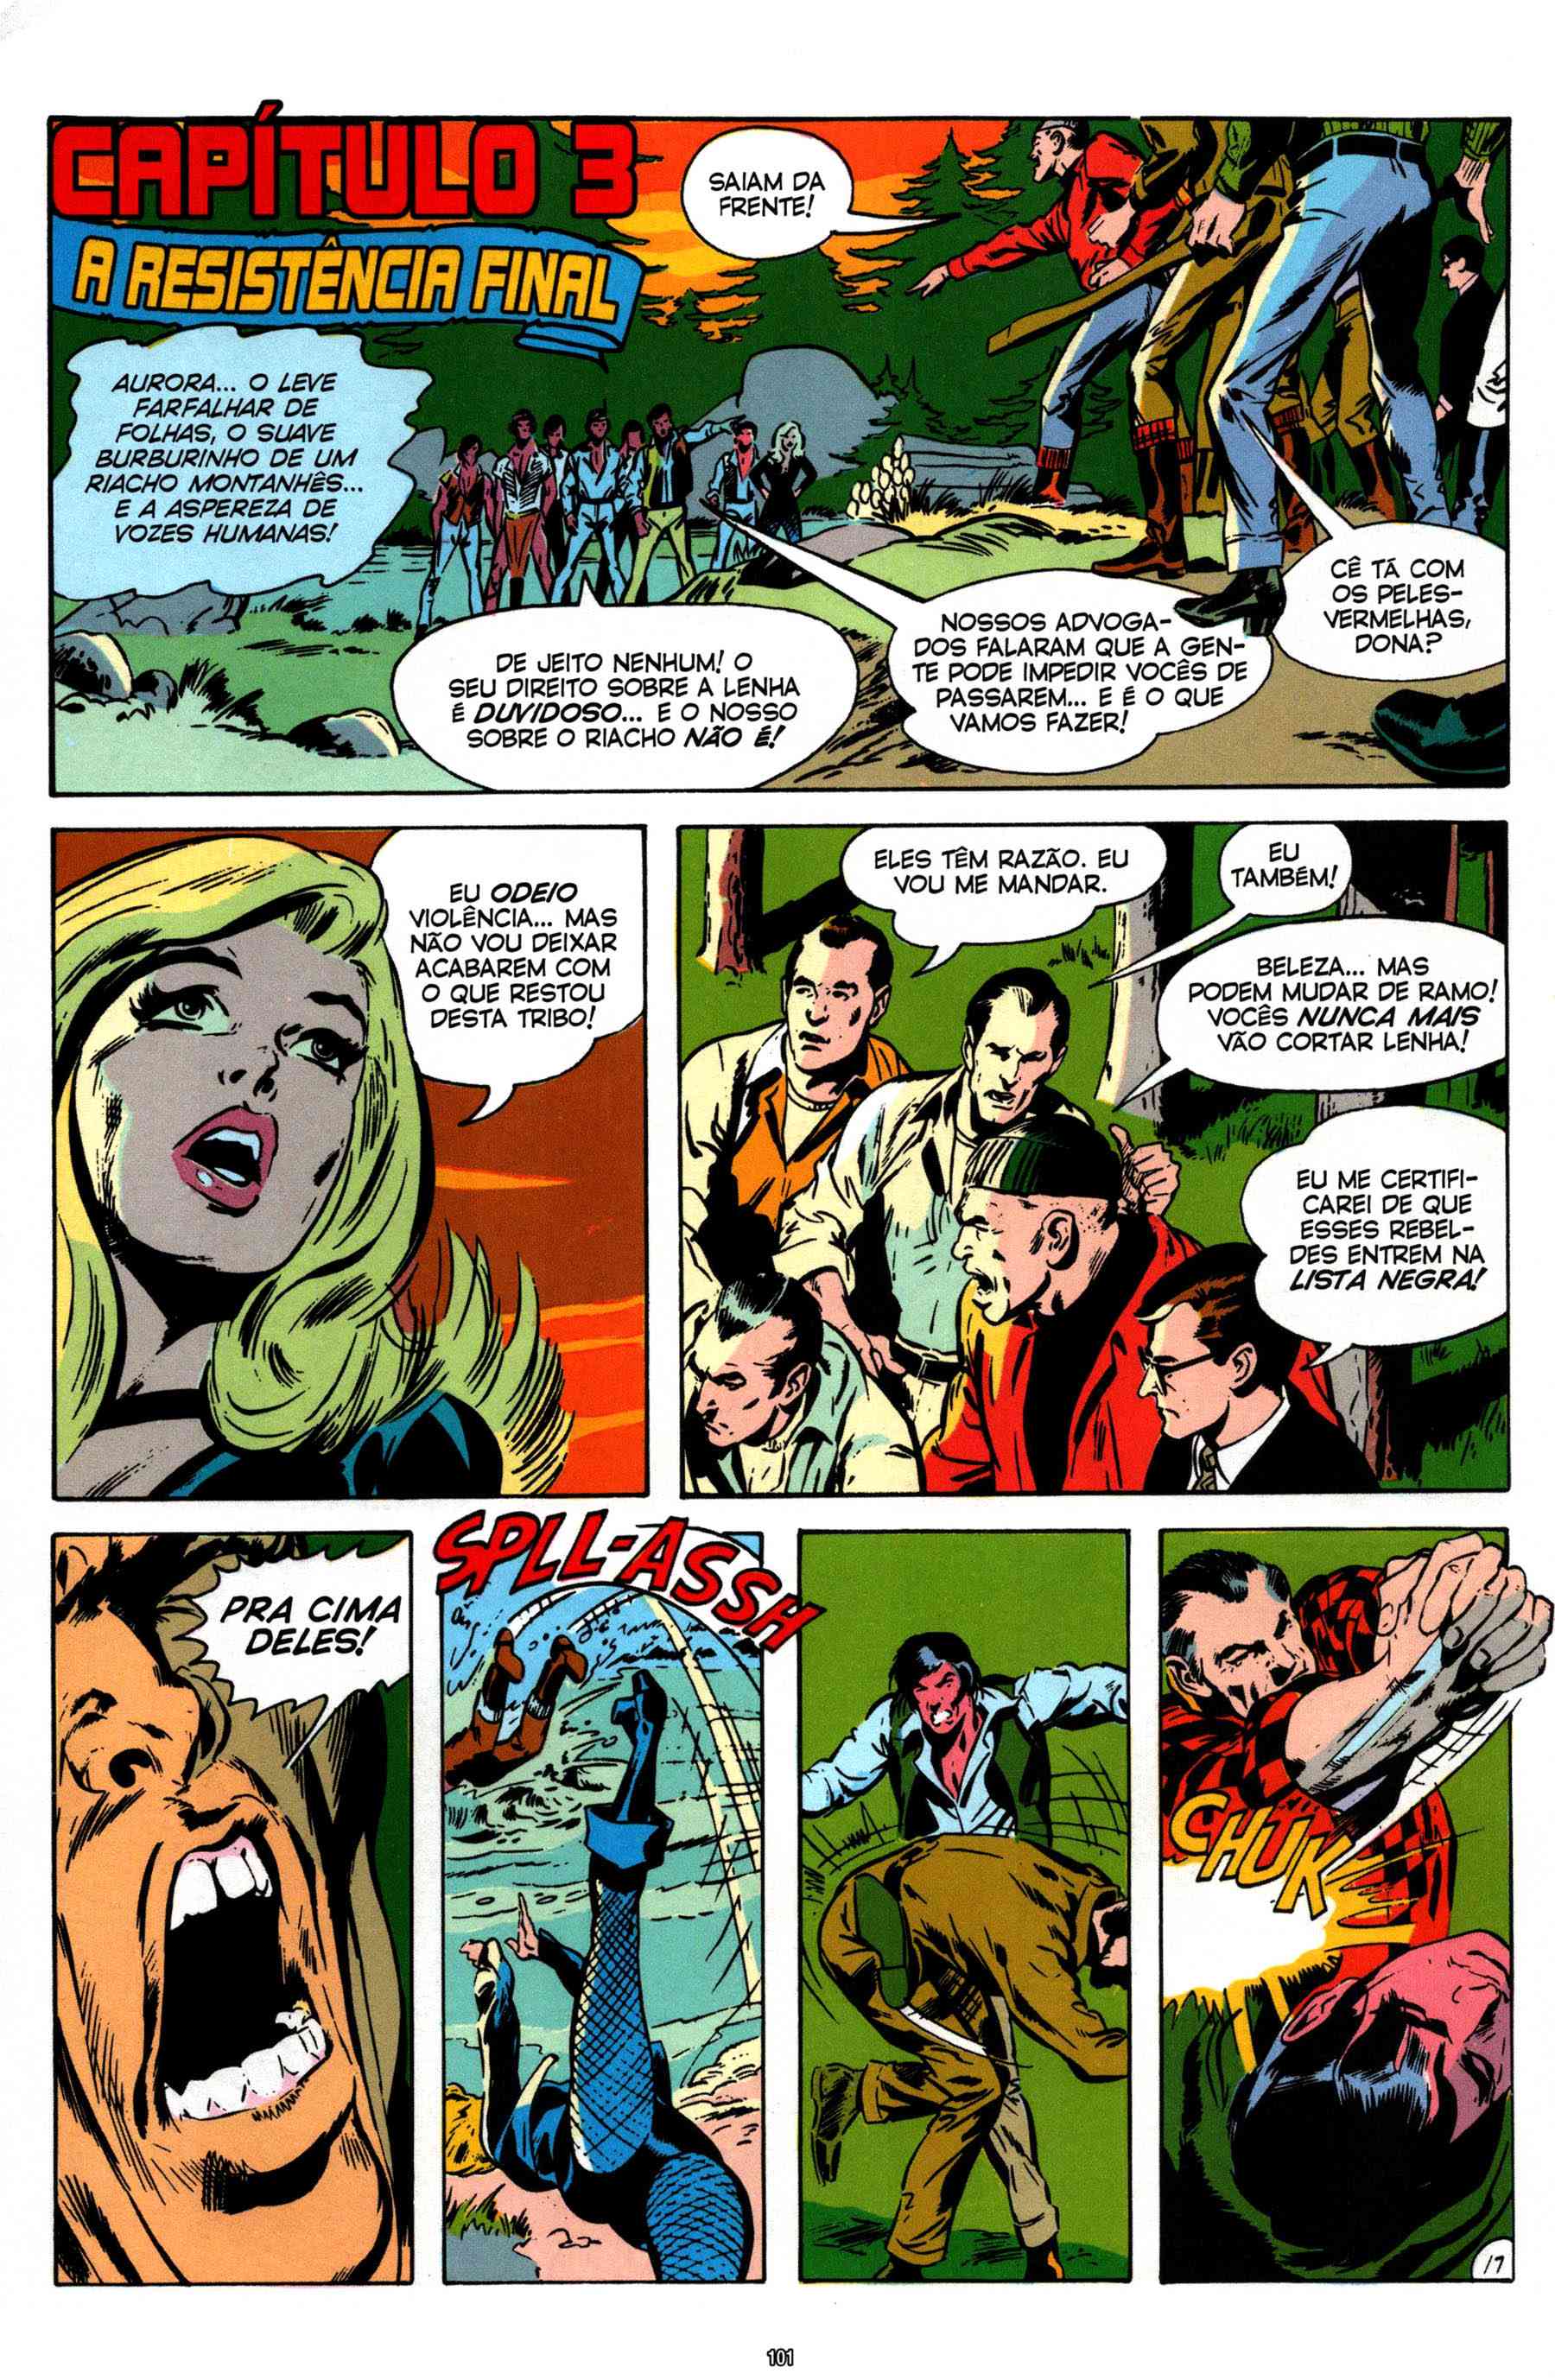 CAPÍTULO 3
A RESISTÊNCIA FINAL
AURORA... O LEVE
FARFALHAR DE
FOLHAS, O SUAVE
BURBURINHO DE UM
RIACHO MONTANHÊS...
E A ASPEREZA DE
VOZES HUMANAS!
SAIAM DA
FRENTE!
DE JEITO NENHUM! O
SEU DIREITO SOBRE A LENHA
É DUVIDOSO... E O NOSSO
SOBRE O RIACHO NÃO É!
NOSSOS ADVOGA-
DOS FALARAM QUE A GEN-
TE PODE IMPEDIR VOCÊS DE
PASSAREM... E É O QUE
VAMOS FAZER!
CÊ TÁ COM
OS PELES-
VERMELHAS,
DONA?
EU ODEIO
VIOLÊNCIA... MAS
NÃO VOU DEIXAR
ACABAREM COM
O QUE RESTOU
DESTA TRIBO!
ELES TÊM RAZÃO. EU
VOU ME MANDAR.
EU
TAMBÉM!
BELEZA... MAS
PODEM MUDAR DE RAMO!
VOCÊS NUNCA MAIS
VÃO CORTAR LENHA!
EU ME CERTIFI-
CAREI DE QUE
ESSES REBEL-
DES ENTREM NA
LISTA NEGRA!
PRA CIMA
DELES!
SPLL-ASSH
CHUK
17
101